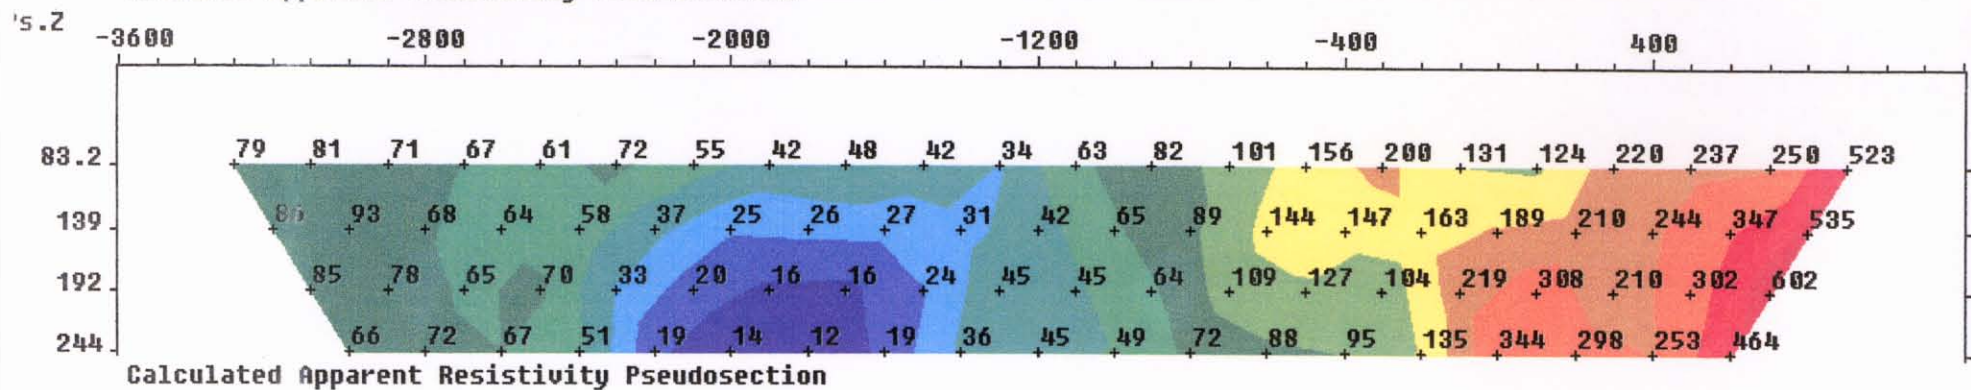 's.Z
-3600 -2800 -2000 -1200 -400 400
83.2 79 81 71 67 61 72 55 42 48 42 34 63 82 101 156 200 131 124 220 237 250 523
139 86 93 68 64 58 37 25 26 27 31 42 65 89 144 147 163 189 210 244 347 535
192 85 78 65 70 33 20 16 16 24 45 45 64 109 127 104 219 308 210 302 602
244 66 72 67 51 19 14 12 19 36 45 49 72 88 95 135 344 298 253 464
Calculated Apparent Resistivity Pseudosection